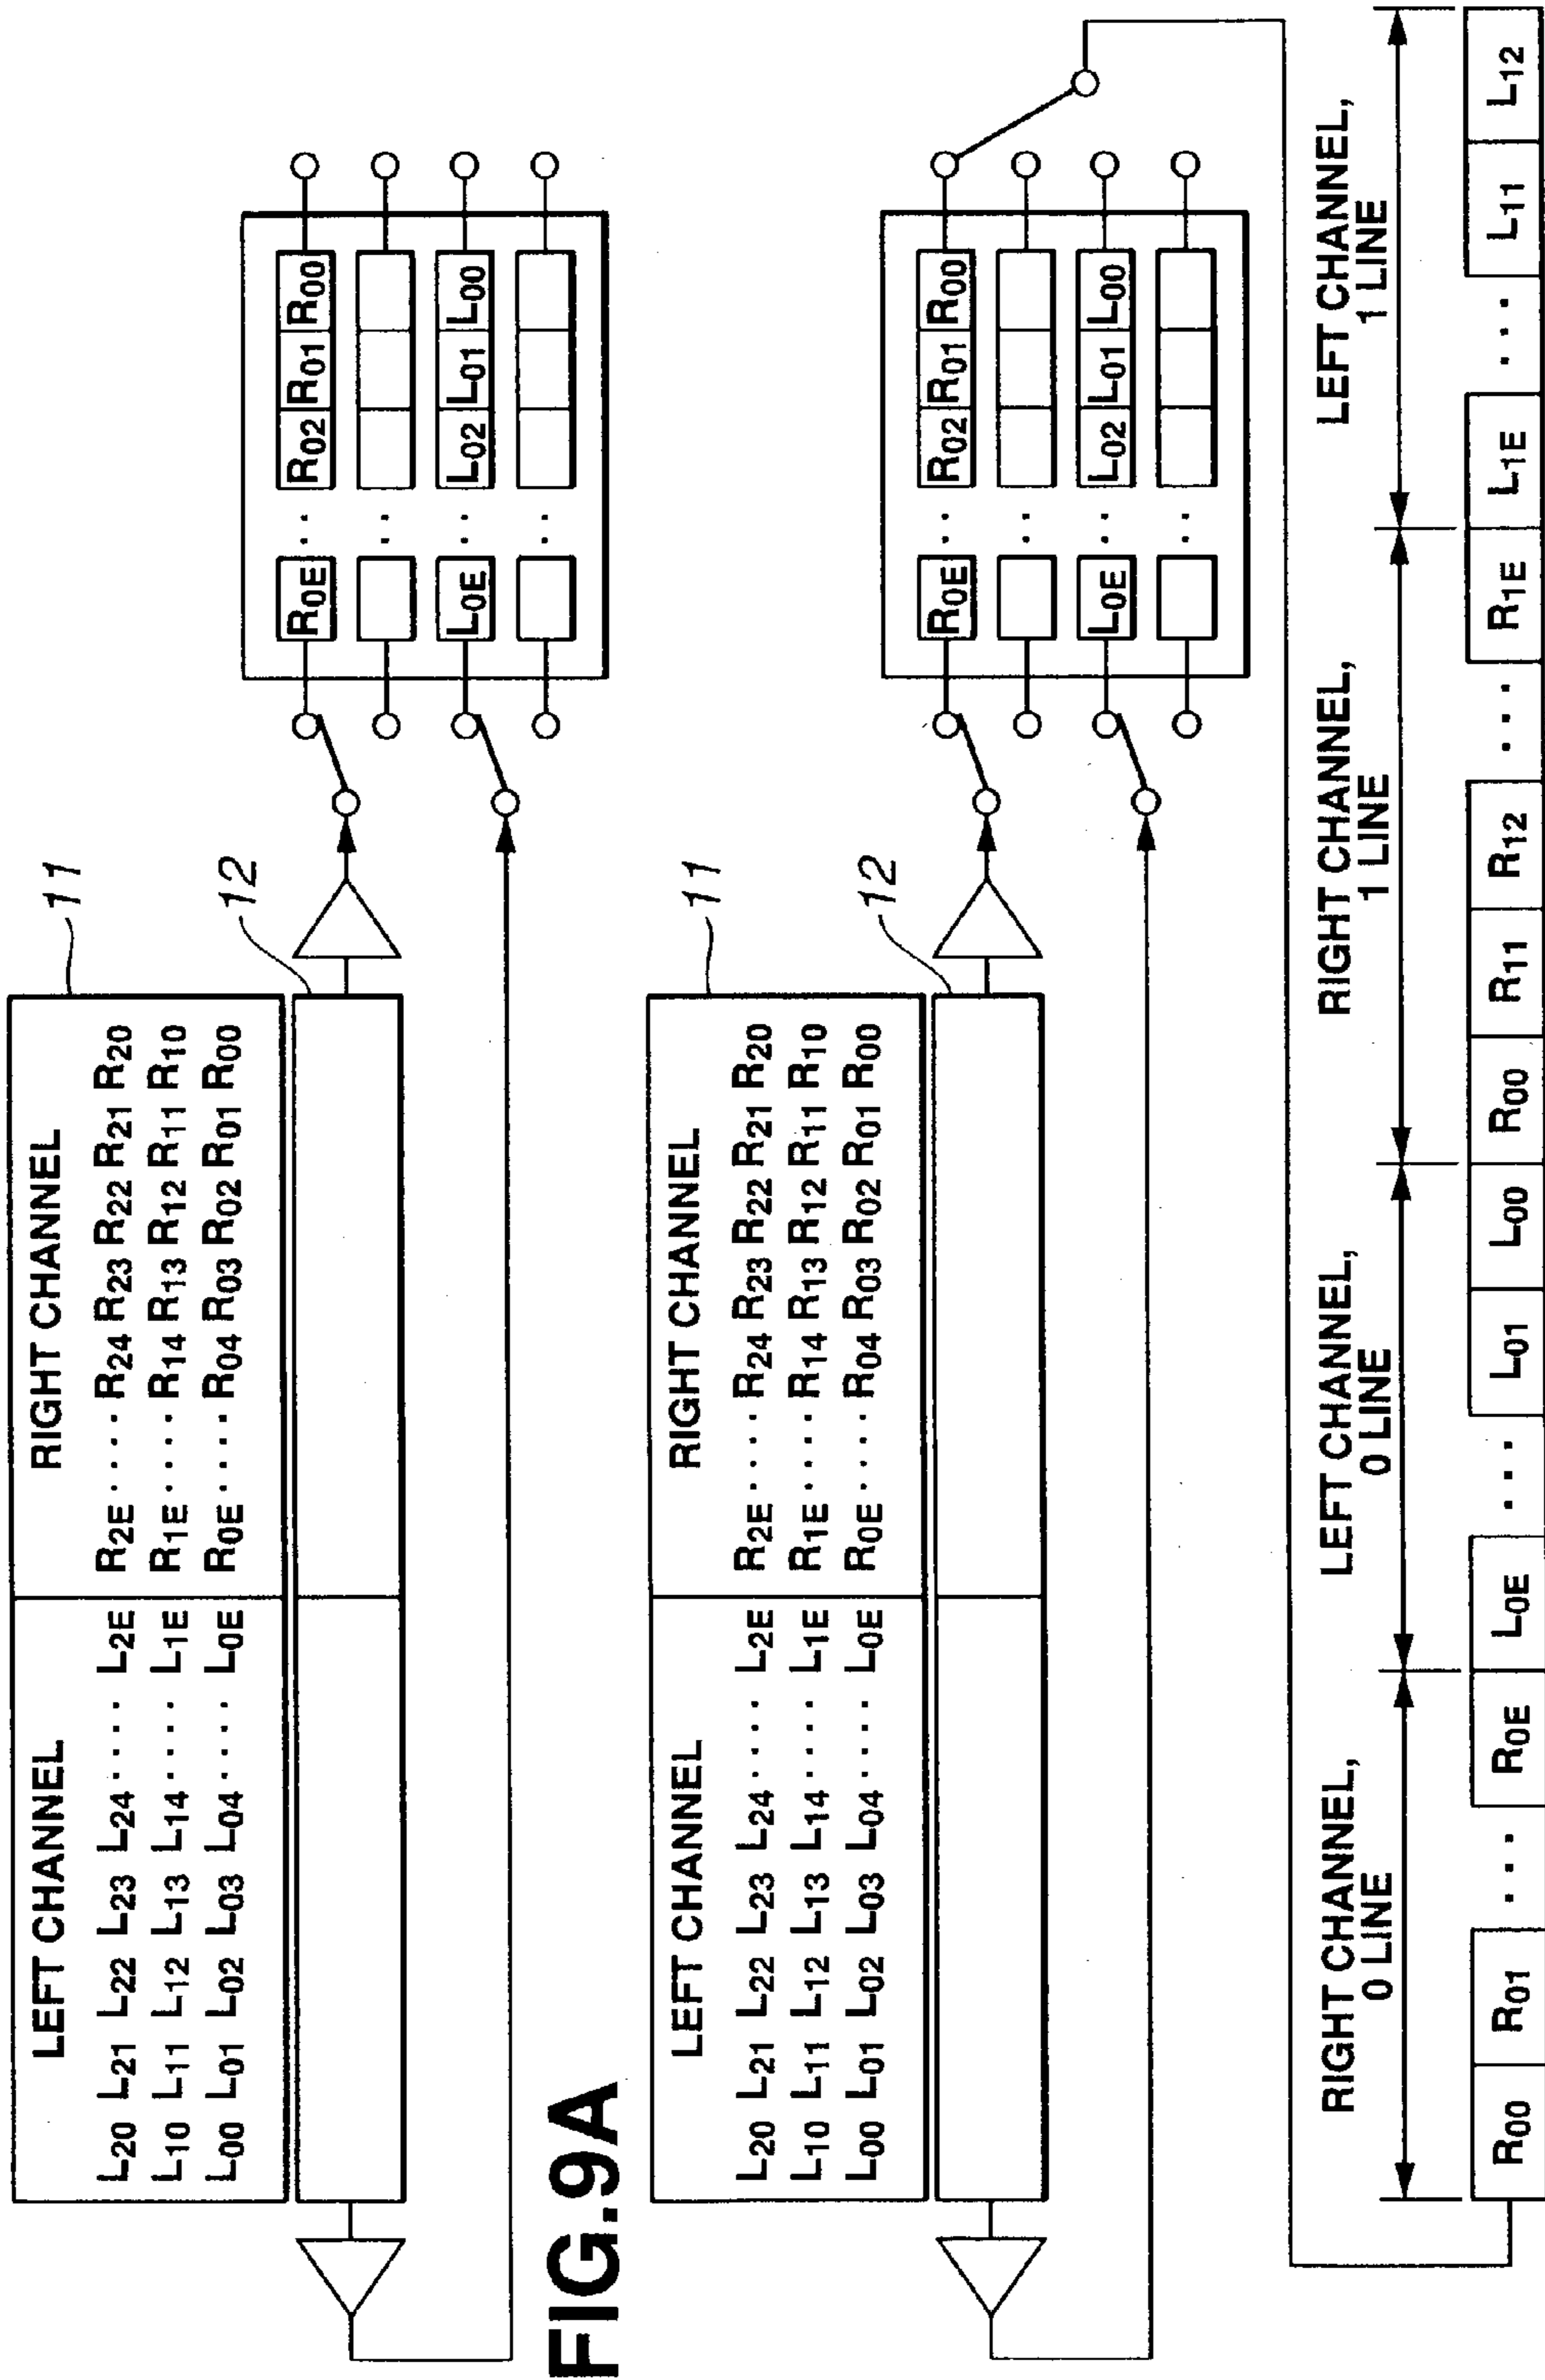 LEFT CHANNEL RIGHT CHANNEL
L20 L21 L22 L23 L24 .... L2E R2E .... R24 R23 R22 R21 R20
L10 L11 L12 L13 L14 .... L1E R1E .... R14 R13 R12 R11 R10
L00 L01 L02 L03 L04 .... L0E R0E .... R04 R03 R02 R01 R00
11
12
R0E .. R02 R01 R00
L0E .. L02 L01 L00
FIG.9A
LEFT CHANNEL RIGHT CHANNEL
L20 L21 L22 L23 L24 .... L2E R2E .... R24 R23 R22 R21 R20
L10 L11 L12 L13 L14 .... L1E R1E .... R14 R13 R12 R11 R10
L00 L01 L02 L03 L04 .... L0E R0E .... R04 R03 R02 R01 R00
11
12
R0E .. R02 R01 R00
L0E .. L02 L01 L00
RIGHT CHANNEL,
0 LINE
LEFT CHANNEL,
0 LINE
RIGHT CHANNEL,
1 LINE
LEFT CHANNEL,
1 LINE
R00 R01 ... R0E L0E ... L01 L00 R00 R11 R12 ... R1E L1E ... L11 L12